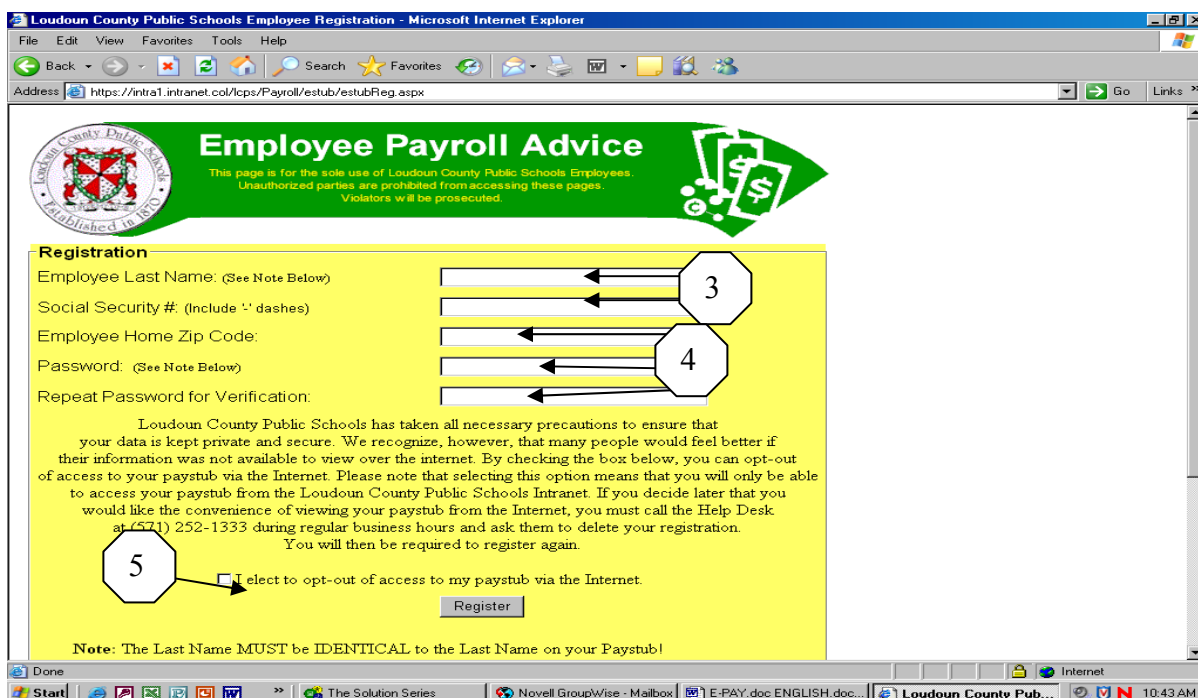 Loudoun County Public Schools Employee Registration - Microsoft Internet Explorer
File Edit View Favorites Tools Help
Back Search Favorites
Address https://intra1.intranet.col/lcps/Payroll/estub/estubReg.aspx Go Links »
County Public Schools
Established in 1870
Employee Payroll Advice
This page is for the sole use of Loudoun County Public Schools Employees.
Unauthorized parties are prohibited from accessing these pages.
Violators will be prosecuted.
Registration
Employee Last Name: (See Note Below)
3
Social Security #: (Include '-' dashes)
Employee Home Zip Code:
4
Password: (See Note Below)
Repeat Password for Verification:
Loudoun County Public Schools has taken all necessary precautions to ensure that
your data is kept private and secure. We recognize, however, that many people would feel better if
their information was not available to view over the internet. By checking the box below, you can opt-out
of access to your paystub via the Internet. Please note that selecting this option means that you will only be able
to access your paystub from the Loudoun County Public Schools Intranet. If you decide later that you
would like the convenience of viewing your paystub from the Internet, you must call the Help Desk
at (571) 252-1333 during regular business hours and ask them to delete your registration.
You will then be required to register again.
5
I elect to opt-out of access to my paystub via the Internet.
Register
Note: The Last Name MUST be IDENTICAL to the Last Name on your Paystub!
Done Internet
Start » The Solution Series Novell GroupWise - Mailbox E-PAY.doc ENGLISH.doc... Loudoun County Pub... 10:43 AM